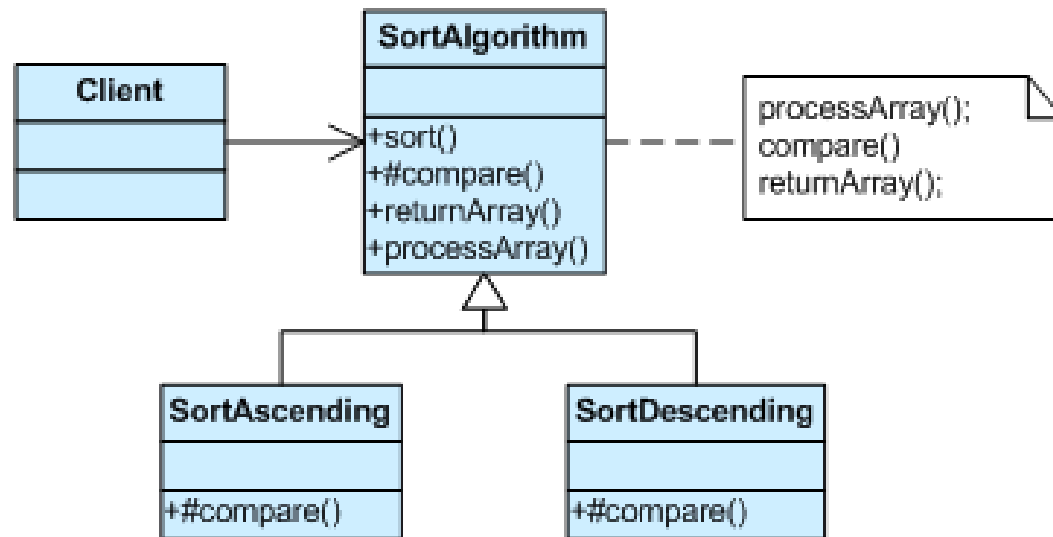 Client
SortAlgorithm
+sort()
+#compare()
+returnArray()
+processArray()
processArray();
compare()
returnArray();
SortAscending
+#compare()
SortDescending
+#compare()